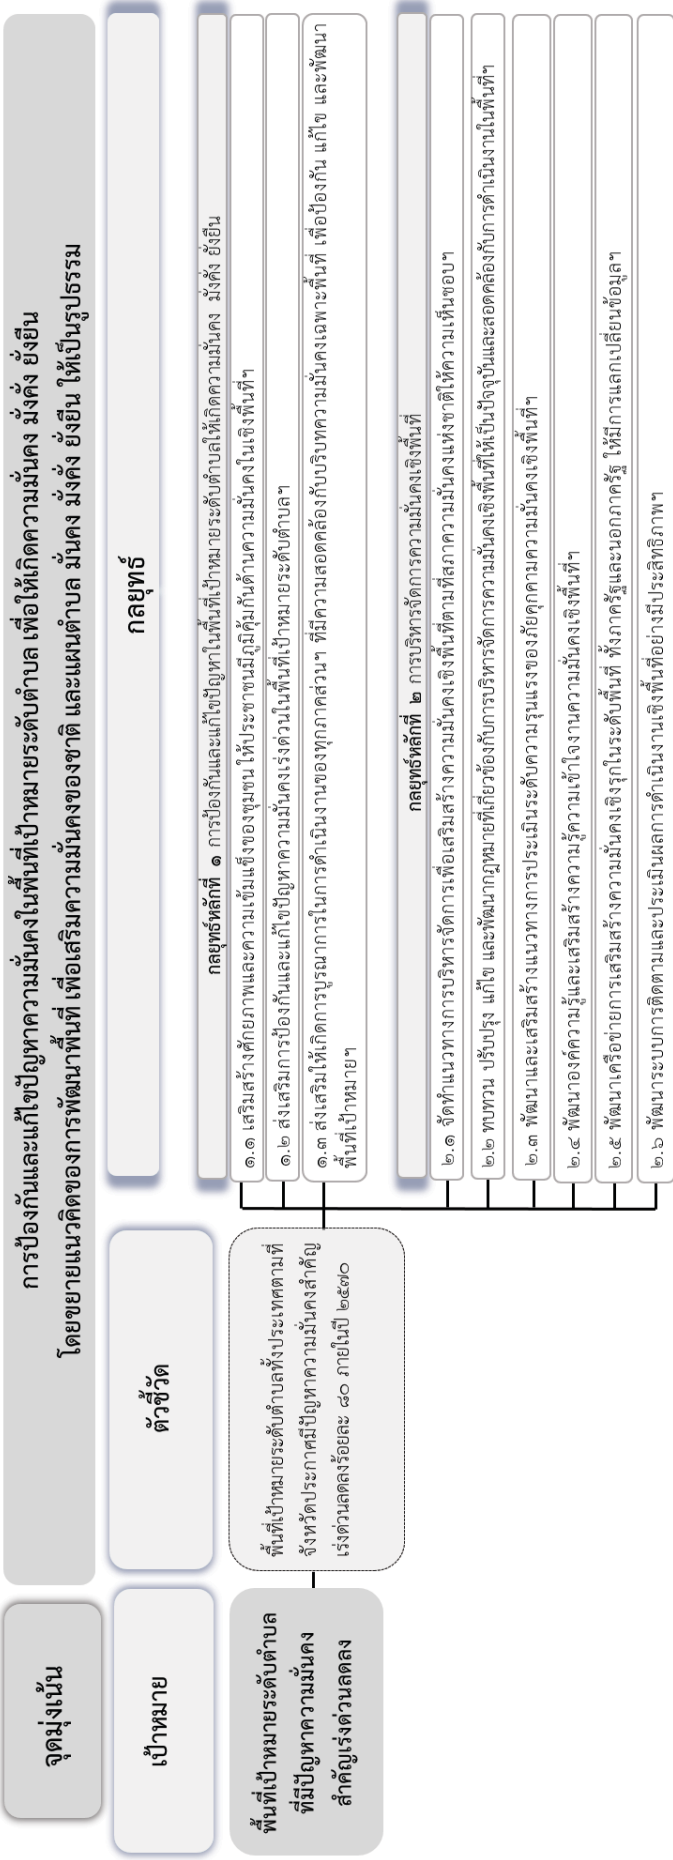 จุดมุ่งเน้น
การป้องกันและแก้ไขปัญหาความมั่นคงในพื้นที่เป้าหมายระดับตำบล เพื่อให้เกิดความมั่นคง มั่งคั่ง ยั่งยืน
โดยขยายแนวคิดของการพัฒนาพื้นที่ เพื่อเสริมความมั่นคงของชาติ และแผนตำบล มั่นคง มั่งคั่ง ยั่งยืน ให้เป็นรูปธรรม
เป้าหมาย
ตัวชี้วัด
กลยุทธ์
พื้นที่เป้าหมายระดับตำบล
ที่มีปัญหาความมั่นคง
สำคัญเร่งด่วนลดลง
พื้นที่เป้าหมายระดับตำบลทั้งประเทศตามที่
จังหวัดประกาศมีปัญหาความมั่นคงสำคัญ
เร่งด่วนลดลงร้อยละ ๘๐ ภายในปี ๒๕๗๐
กลยุทธ์หลักที่ ๑ การป้องกันและแก้ไขปัญหาในพื้นที่เป้าหมายระดับตำบลให้เกิดความมั่นคง มั่งคั่ง ยั่งยืน
๑.๑ เสริมสร้างศักยภาพและความเข้มแข็งของชุมชน ให้ประชาชนมีภูมิคุ้มกันด้านความมั่นคงในเชิงพื้นที่ฯ
๑.๒ ส่งเสริมการป้องกันและแก้ไขปัญหาความมั่นคงเร่งด่วนในพื้นที่เป้าหมายระดับตำบลฯ
๑.๓ ส่งเสริมให้เกิดการบูรณาการในการดำเนินงานของทุกภาคส่วนฯ ที่มีความสอดคล้องกับบริบทความมั่นคงเฉพาะพื้นที่ เพื่อป้องกัน แก้ไข และพัฒนา
พื้นที่เป้าหมายฯ
กลยุทธ์หลักที่ ๒ การบริหารจัดการความมั่นคงเชิงพื้นที่
๒.๑ จัดทำแนวทางการบริหารจัดการเพื่อเสริมสร้างความมั่นคงเชิงพื้นที่ตามที่สภาความมั่นคงแห่งชาติให้ความเห็นชอบฯ
๒.๒ ทบทวน ปรับปรุง แก้ไข และพัฒนากฎหมายที่เกี่ยวข้องกับการบริหารจัดการความมั่นคงเชิงพื้นที่ให้เป็นปัจจุบันและสอดคล้องกับการดำเนินงานในพื้นที่ฯ
๒.๓ พัฒนาและเสริมสร้างแนวทางการประเมินระดับความรุนแรงของภัยคุกคามความมั่นคงเชิงพื้นที่ฯ
๒.๔ พัฒนาองค์ความรู้และเสริมสร้างความรู้ความเข้าใจงานความมั่นคงเชิงพื้นที่ฯ
๒.๕ พัฒนาเครือข่ายการเสริมสร้างความมั่นคงเชิงรุกในระดับพื้นที่ ทั้งภาครัฐและนอกภาครัฐ ให้มีการแลกเปลี่ยนข้อมูลฯ
๒.๖ พัฒนาระบบการติดตามและประเมินผลการดำเนินงานเชิงพื้นที่อย่างมีประสิทธิภาพฯ